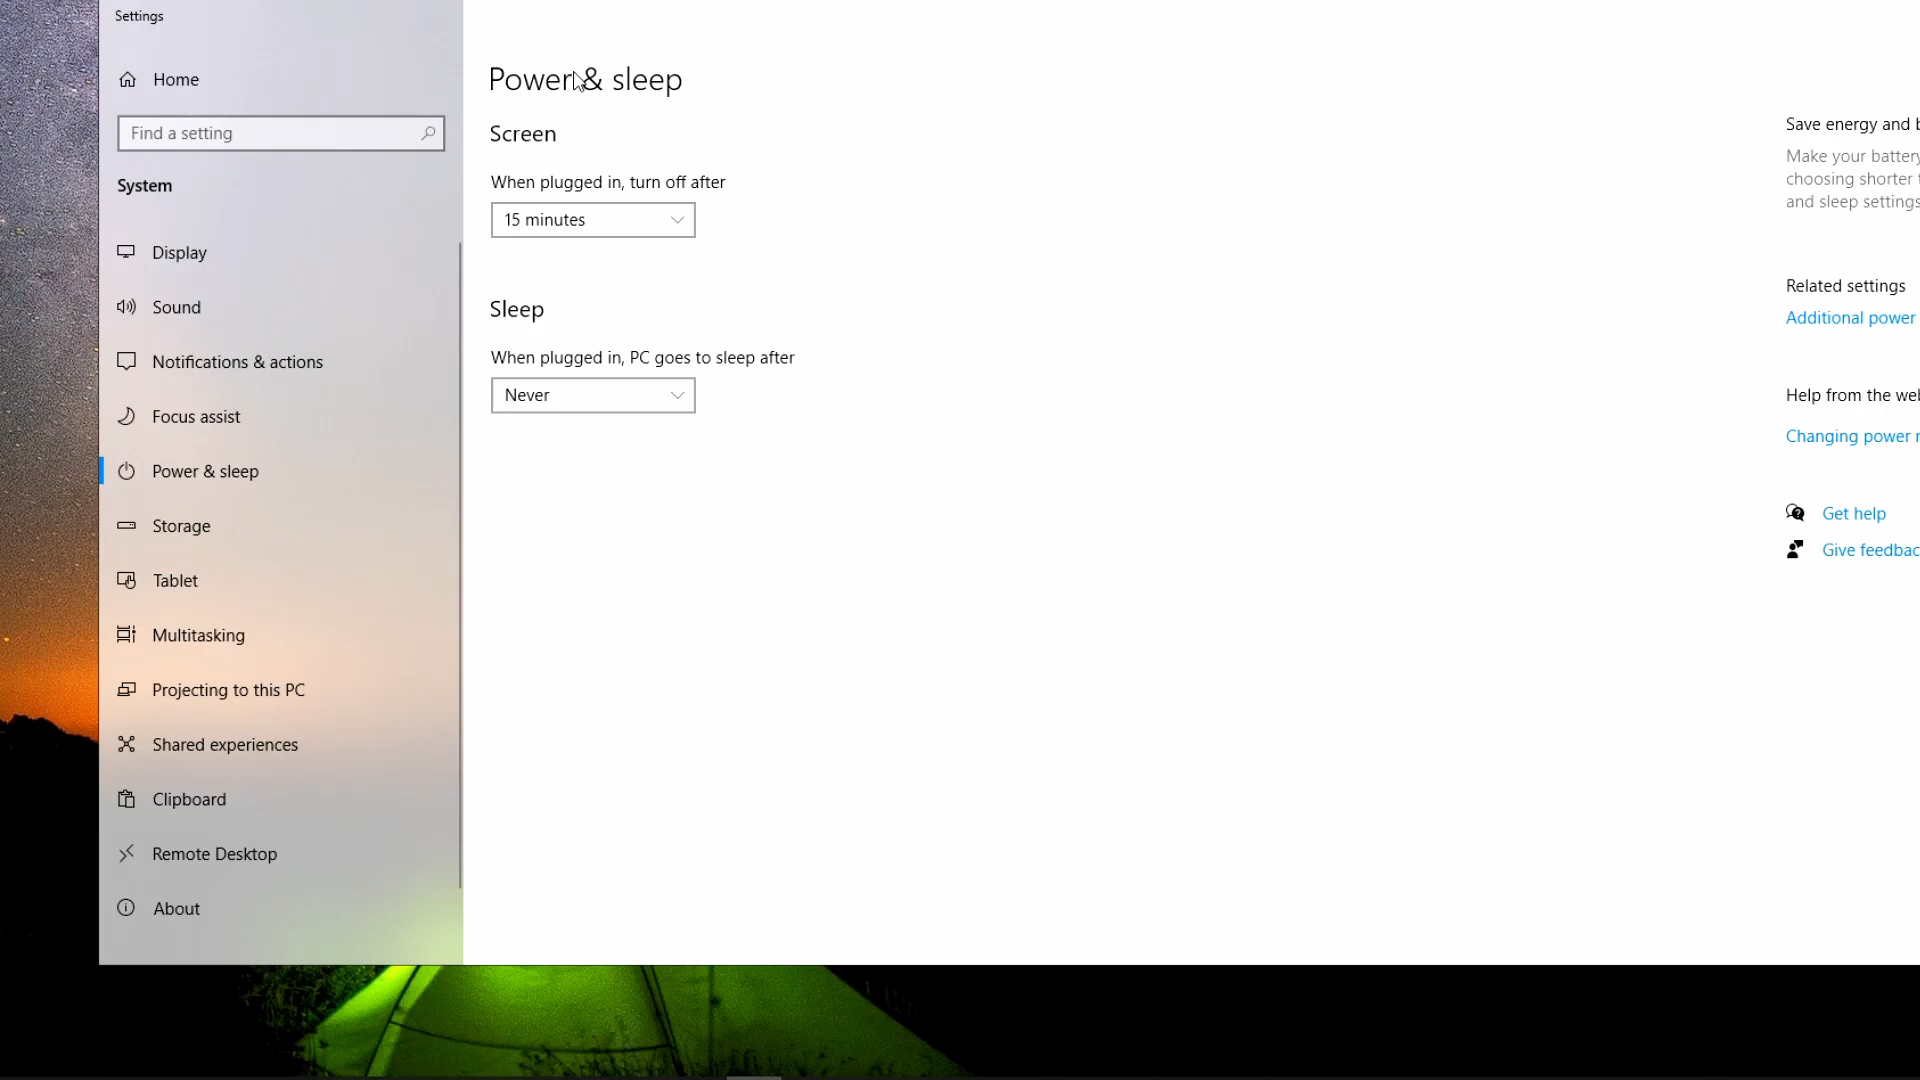 Settings
Home
Find a setting
System
Display
Sound
Notifications & actions
Focus assist
Power & sleep
Storage
Tablet
Multitasking
Projecting to this PC
Shared experiences
Clipboard
Remote Desktop
About
Power & sleep
Screen
When plugged in, turn off after
15 minutes
Sleep
When plugged in, PC goes to sleep after
Never
Save energy and
Make your battery
choosing shorter
and sleep settings
Related settings
Additional power
Help from the
Changing power
Get help
Give